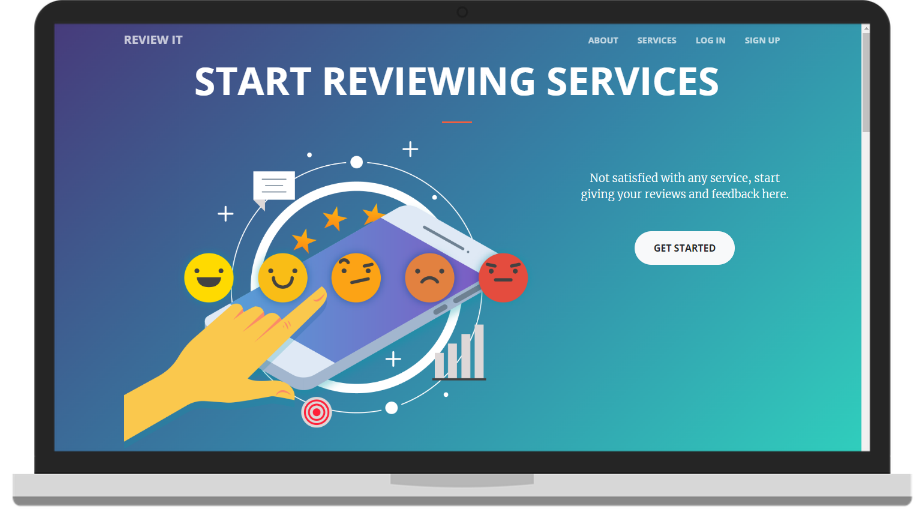 REVIEW IT
ABOUT SERVICES LOG IN SIGN UP
START REVIEWING SERVICES
Not satisfied with any service, start
giving your reviews and feedback here.
GET STARTED